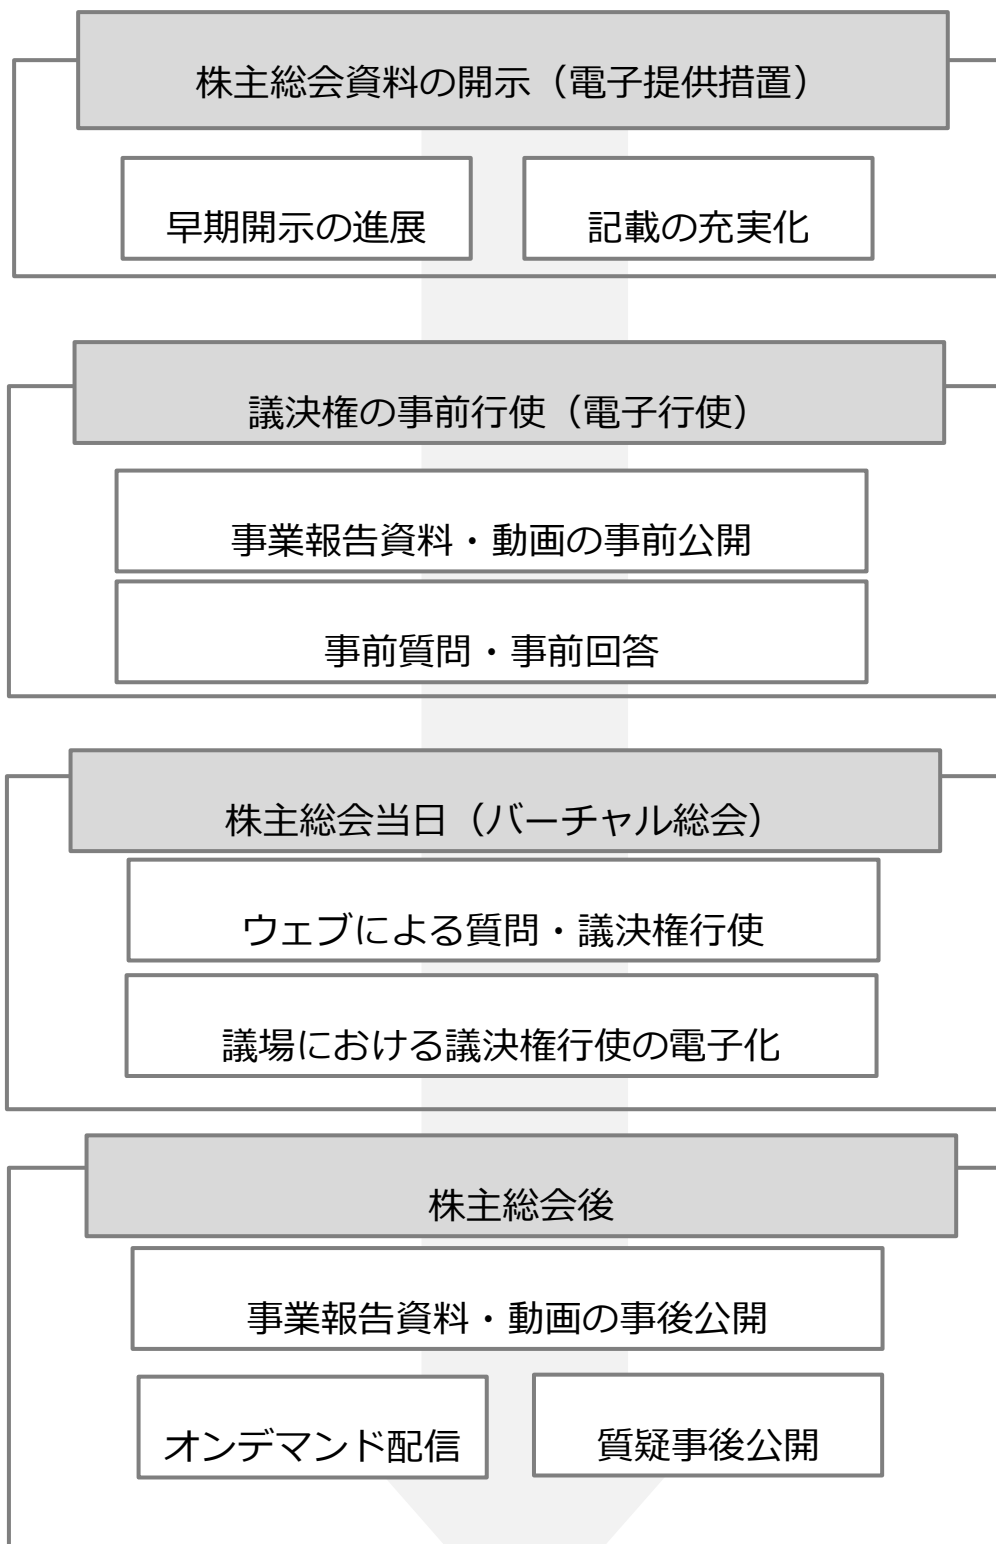 株主総会資料の開示（電子提供措置）
早期開示の進展
記載の充実化
議決権の事前行使（電子行使）
事業報告資料・動画の事前公開
事前質問・事前回答
株主総会当日（バーチャル総会）
ウェブによる質問・議決権行使
議場における議決権行使の電子化
株主総会後
事業報告資料・動画の事後公開
オンデマンド配信
質疑事後公開